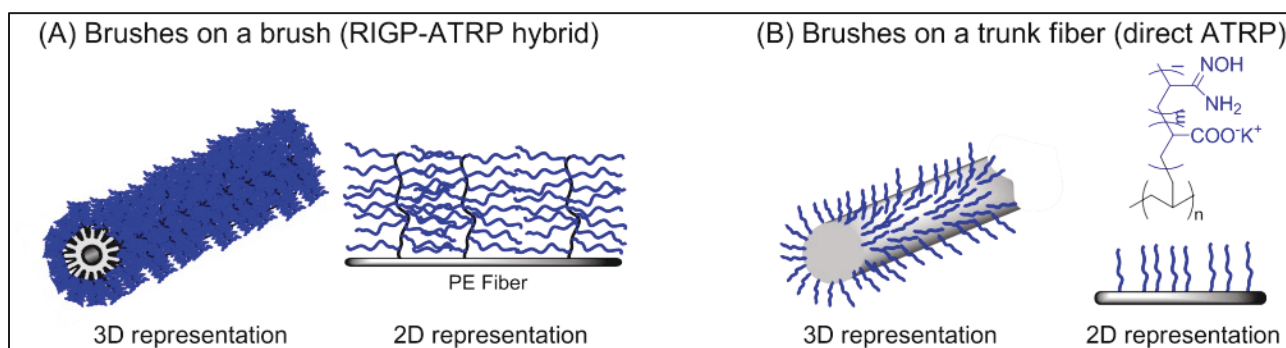 (A) Brushes on a brush (RIGP-ATRP hybrid)
(B) Brushes on a trunk fiber (direct ATRP)
NOH
NH2
COO-K+
n
PE Fiber
3D representation
2D representation
3D representation
2D representation